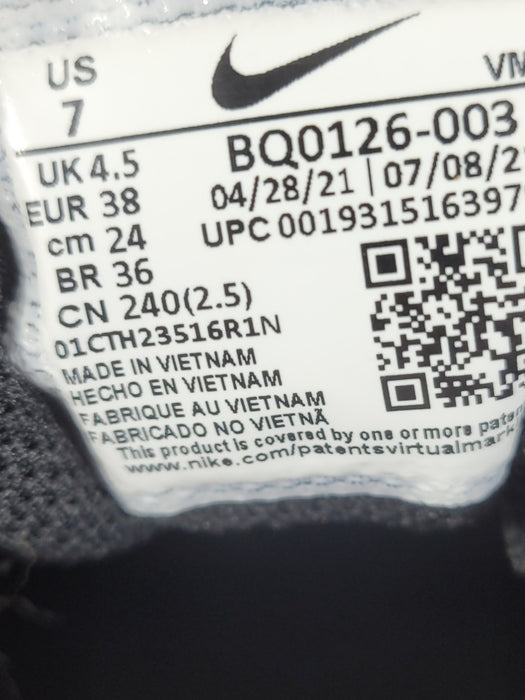 US
7
VM
BQ0126-003
UK 4.5
04/28/21 | 07/08/2
EUR 38
UPC 001931516397
cm 24
BR 36
CN 240(2.5)
01CTH23516R1N
MADE IN VIETNAM
HECHO EN VIETNAM
FABRIQUE AU VIETNAM
FABRICADO NO VIETNÃ
This product is covered by one or more pate
www.nike.com/patentsvirtualmark